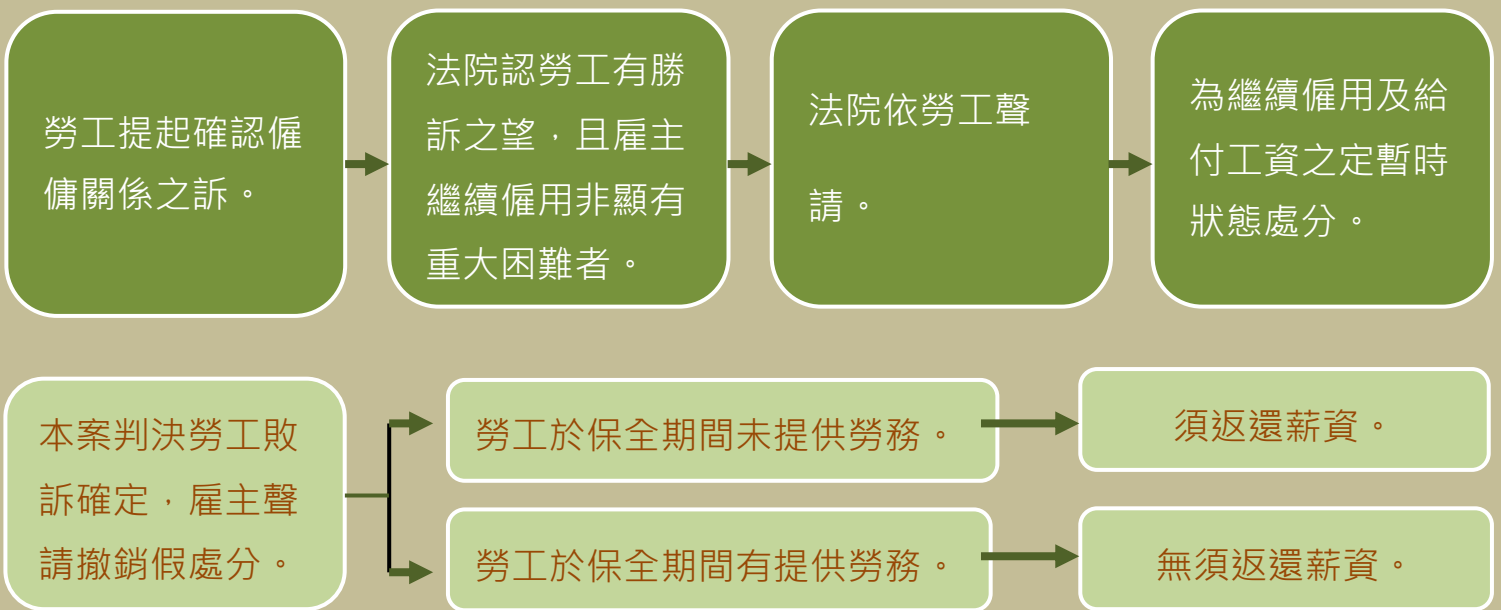 勞工提起確認僱
傭關係之訴。
法院認勞工有勝
訴之望，且雇主
繼續僱用非顯有
重大困難者。
法院依勞工聲
請。
為繼續僱用及給
付工資之定暫時
狀態處分。
本案判決勞工敗
訴確定，雇主聲
請撤銷假處分。
勞工於保全期間未提供勞務。
須返還薪資。
勞工於保全期間有提供勞務。
無須返還薪資。